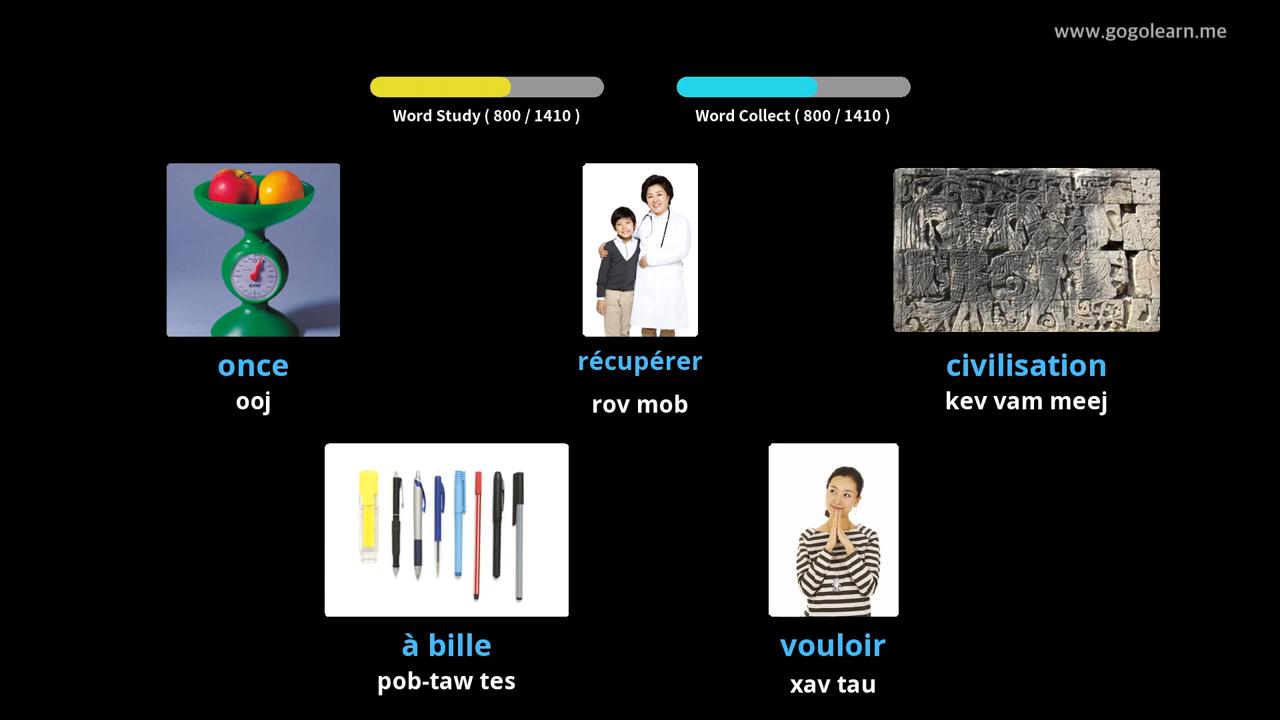 www.gogolearn.me
Word Study ( 800 / 1410 )
Word Collect ( 800 / 1410 )
once
ooj
récupérer
rov mob
civilisation
kev vam meej
à bille
pob-taw tes
vouloir
xav tau